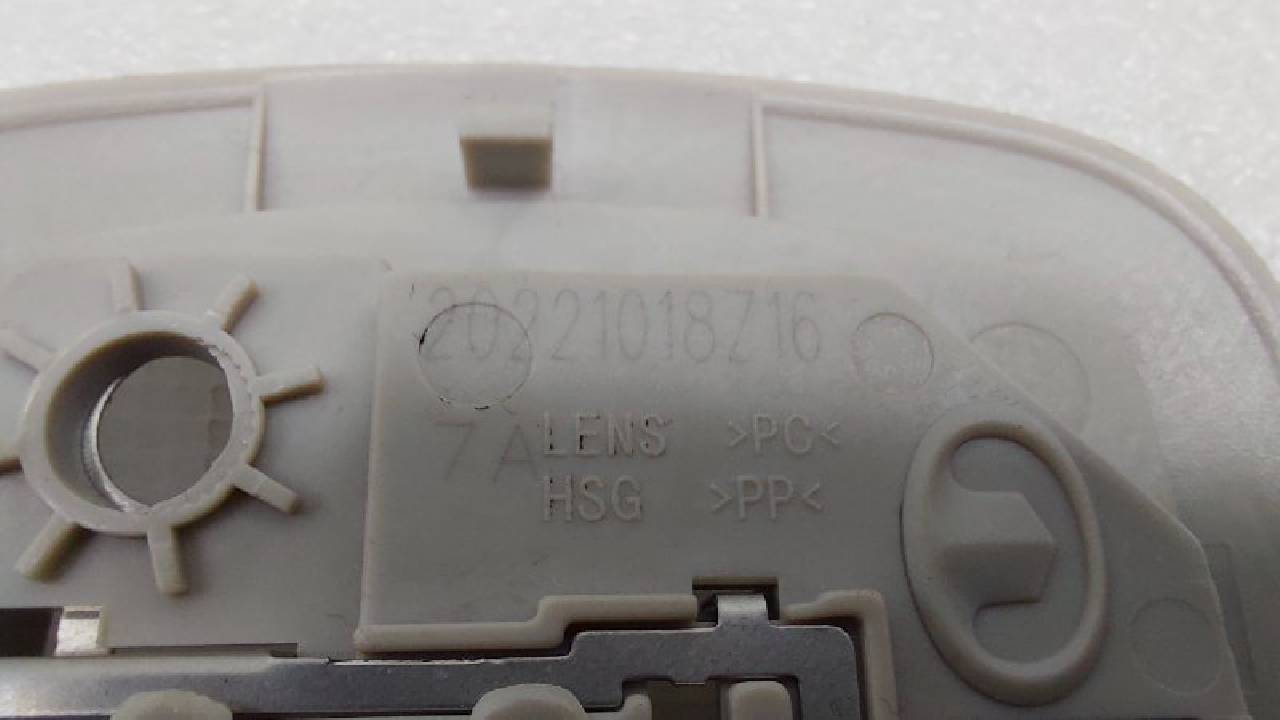 20221018Z16
7A
LENS >PC<
HSG >PP<